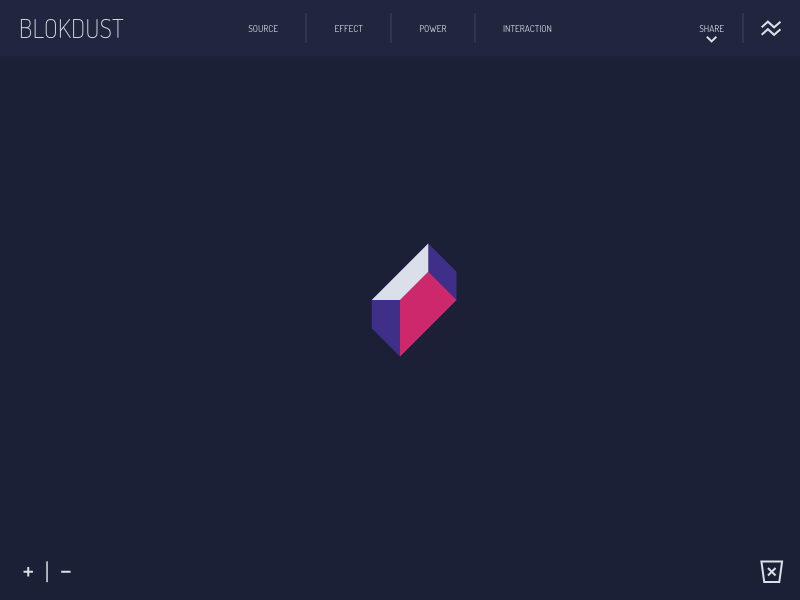 BLOKDUST
SOURCE
EFFECT
POWER
INTERACTION
SHARE